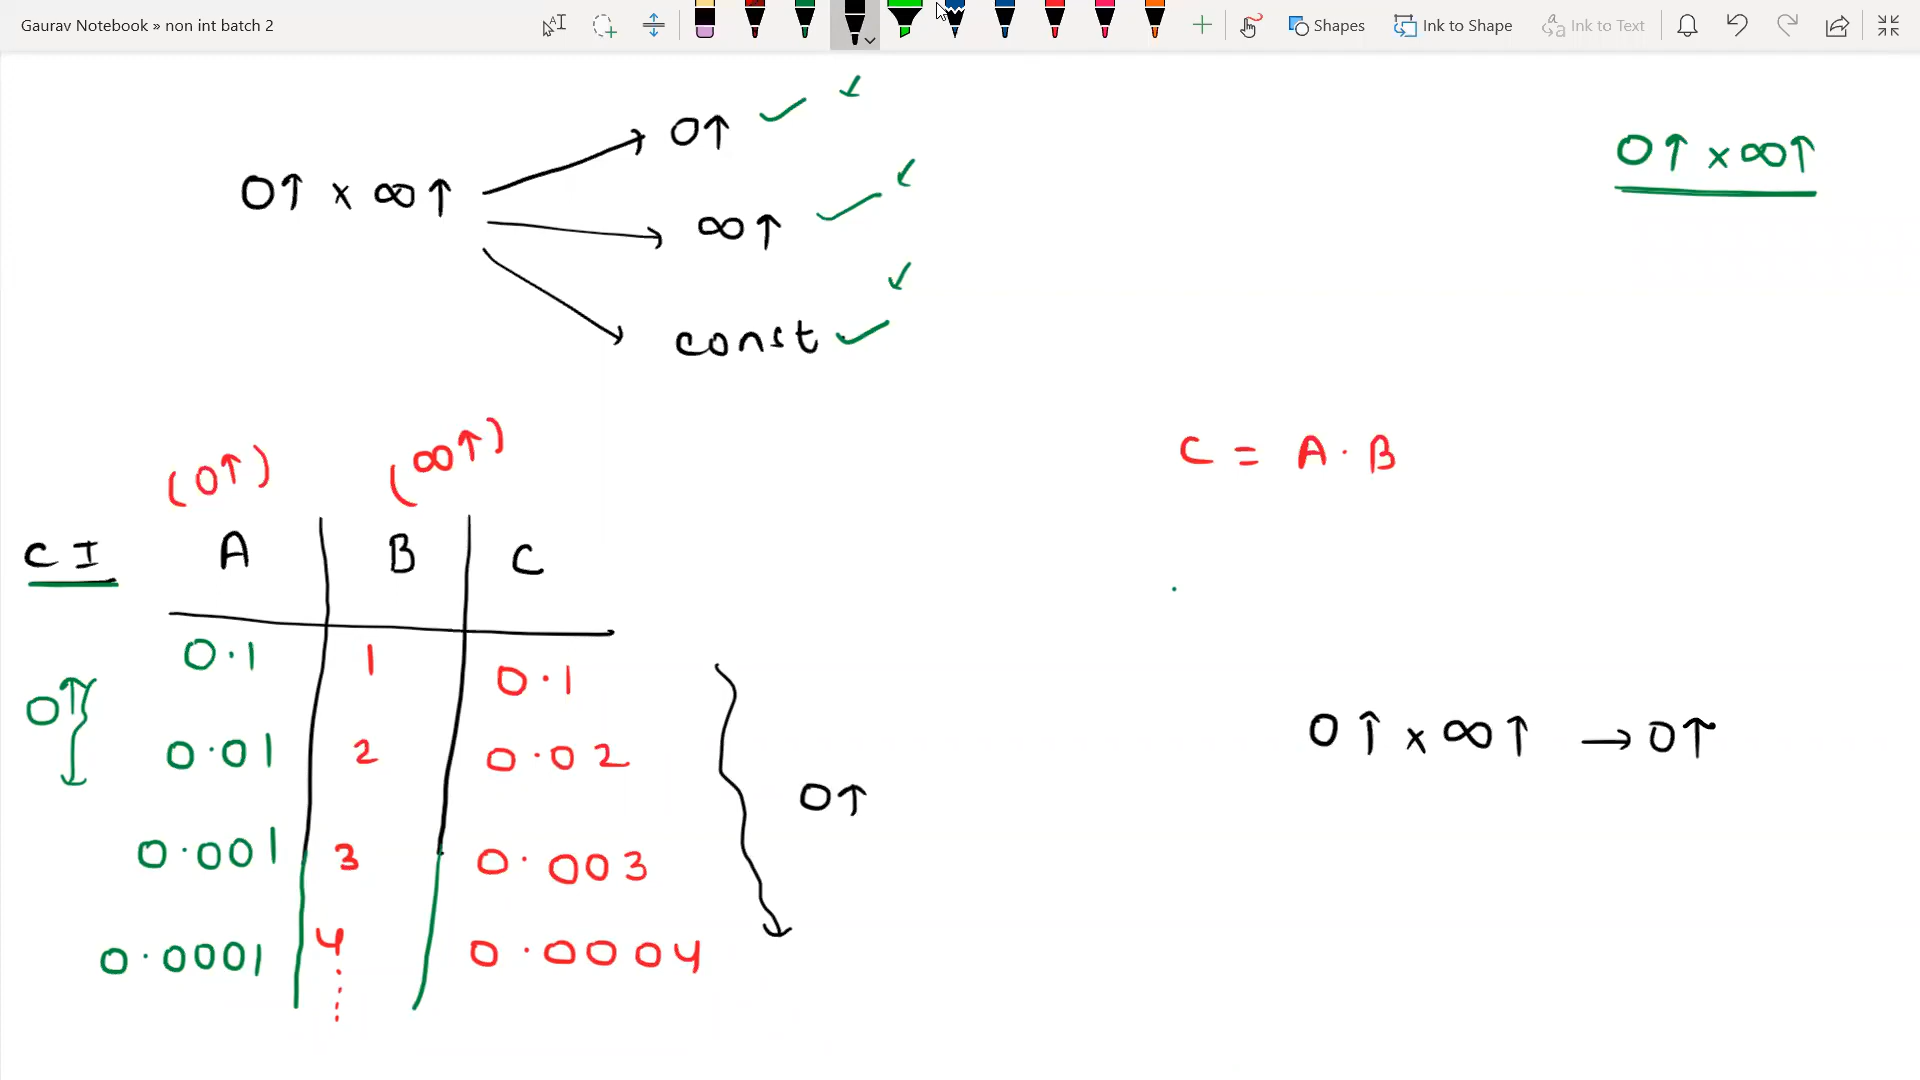 Gaurav Notebook » non int batch 2
Shapes
Ink to Shape
Ink to Text
0↑ x ∞↑
0↑
∞↑
const
0↑ x ∞↑
(0↑)
(∞↑)
C = A . B
C I
A
B
C
0.1
1
0.1
0↑
0.01
2
0.02
0.001
3
0.003
0.0001
4
0.0004
0↑
0↑ x ∞↑ → 0↑